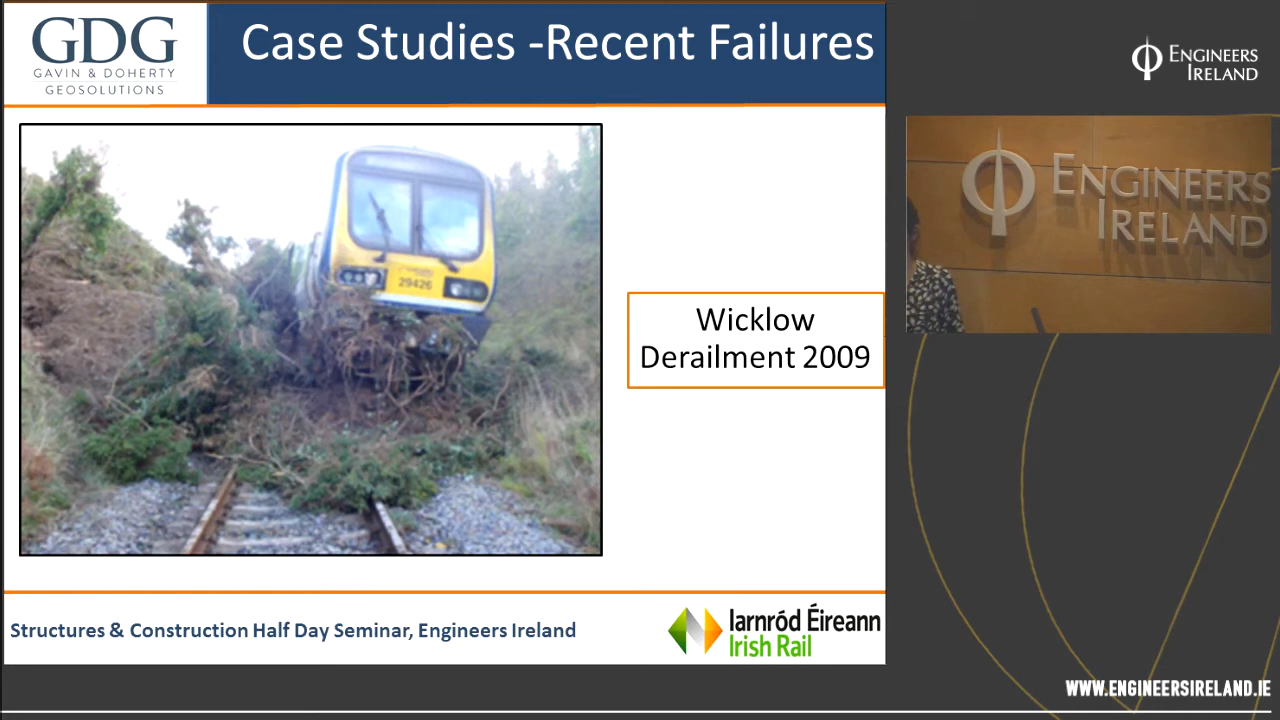 GDG
GAVIN & DOHERTY
GEOSOLUTIONS
Case Studies -Recent Failures
29426
Wicklow
Derailment 2009
Structures & Construction Half Day Seminar, Engineers Ireland
Iarnród Éireann
Irish Rail
ENGINEERS
IRELAND
ENGINEERS
IRELAND
WWW.ENGINEERSIRELAND.IE